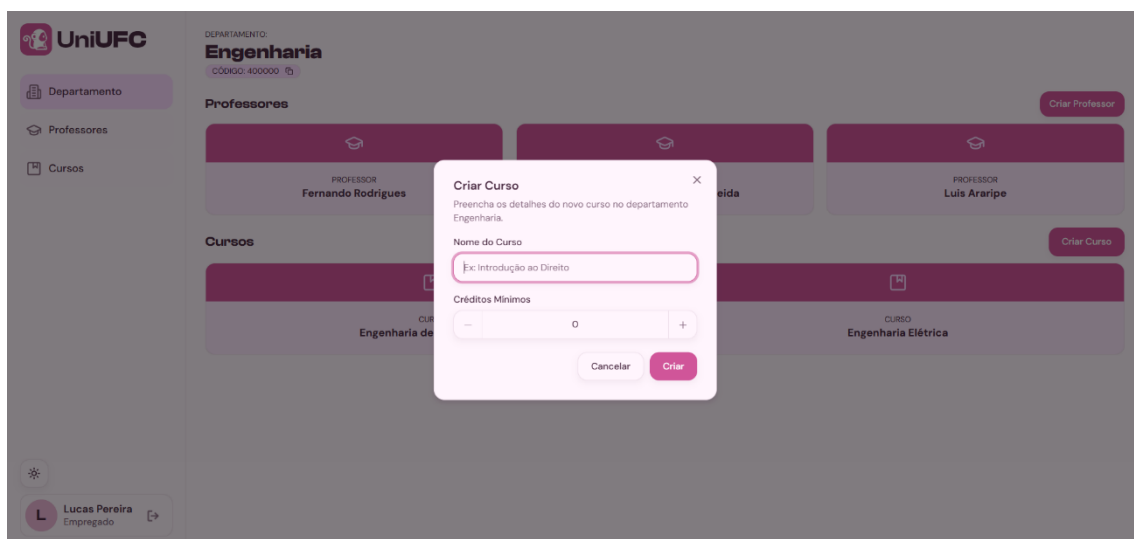 UniUFC
Departamento
Professores
Cursos
DEPARTAMENTO:
Engenharia
CÓDIGO: 400000
Professores
Criar Professor
PROFESSOR
Fernando Rodrigues
PROFESSOR
Luis Araripe
Cursos
Criar Curso
Engenharia de
CURSO
Engenharia Elétrica
Criar Curso
Preencha os detalhes do novo curso no departamento
Engenharia.
Nome do Curso
Ex: Introdução ao Direito
Créditos Mínimos
0
Cancelar
Criar
L
Lucas Pereira
Empregado